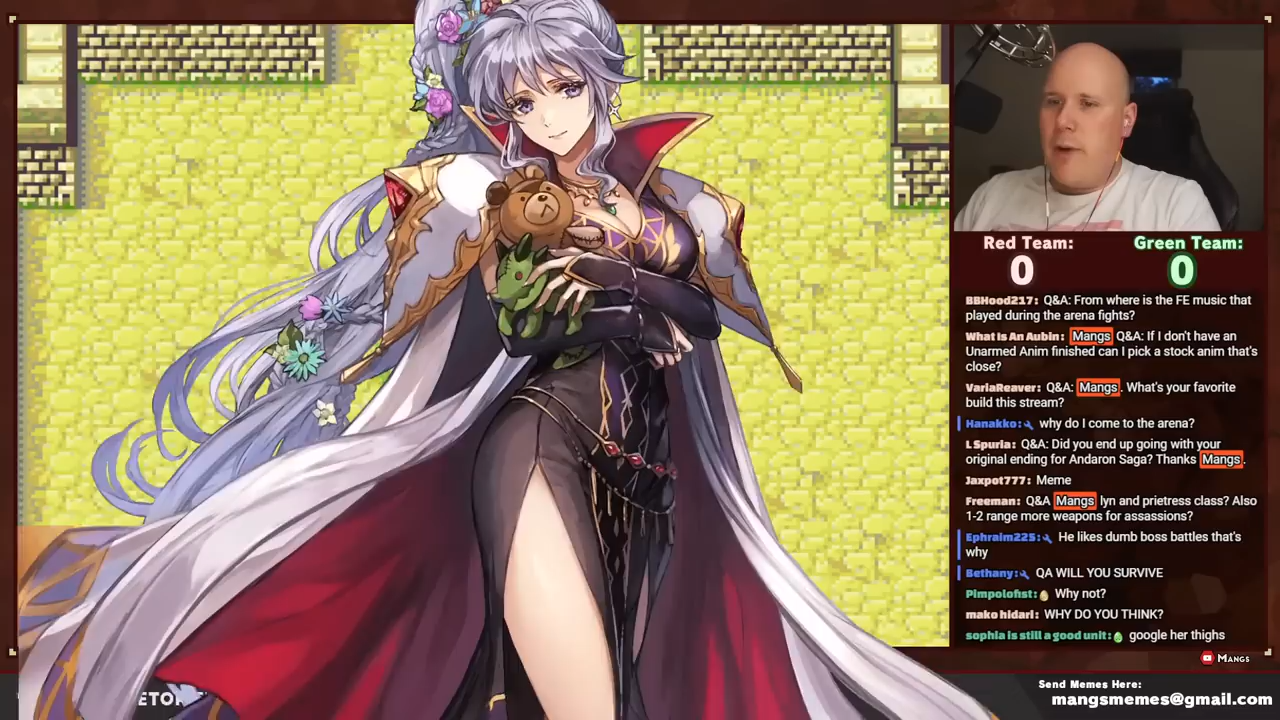 Red Team:
0
Green Team:
0
BBHood217: Q&A: From where is the FE music that
played during the arena fights?
What Is An Aubin: Mangs Q&A: If I don't have an
Unarmed Anim finished can I pick a stock anim that's
close?
VariaReaver: Q&A: Mangs. What's your favorite
build this stream?
Hanakko: why do I come to the arena?
L Spuria: Q&A: Did you end up going with your
original ending for Andaron Saga? Thanks Mangs.
Jaxpot777: Meme
Freeman: Q&A Mangs lyn and prietress class? Also
1-2 range more weapons for assassions?
Ephraim225: He likes dumb boss battles that's
why
Bethany: QA WILL YOU SURVIVE
Pimpolofist: Why not?
mako hidari: WHY DO YOU THINK?
sophia is still a good unit: google her thighs
Mangs
Send Memes Here:
mangsmemes@gmail.com